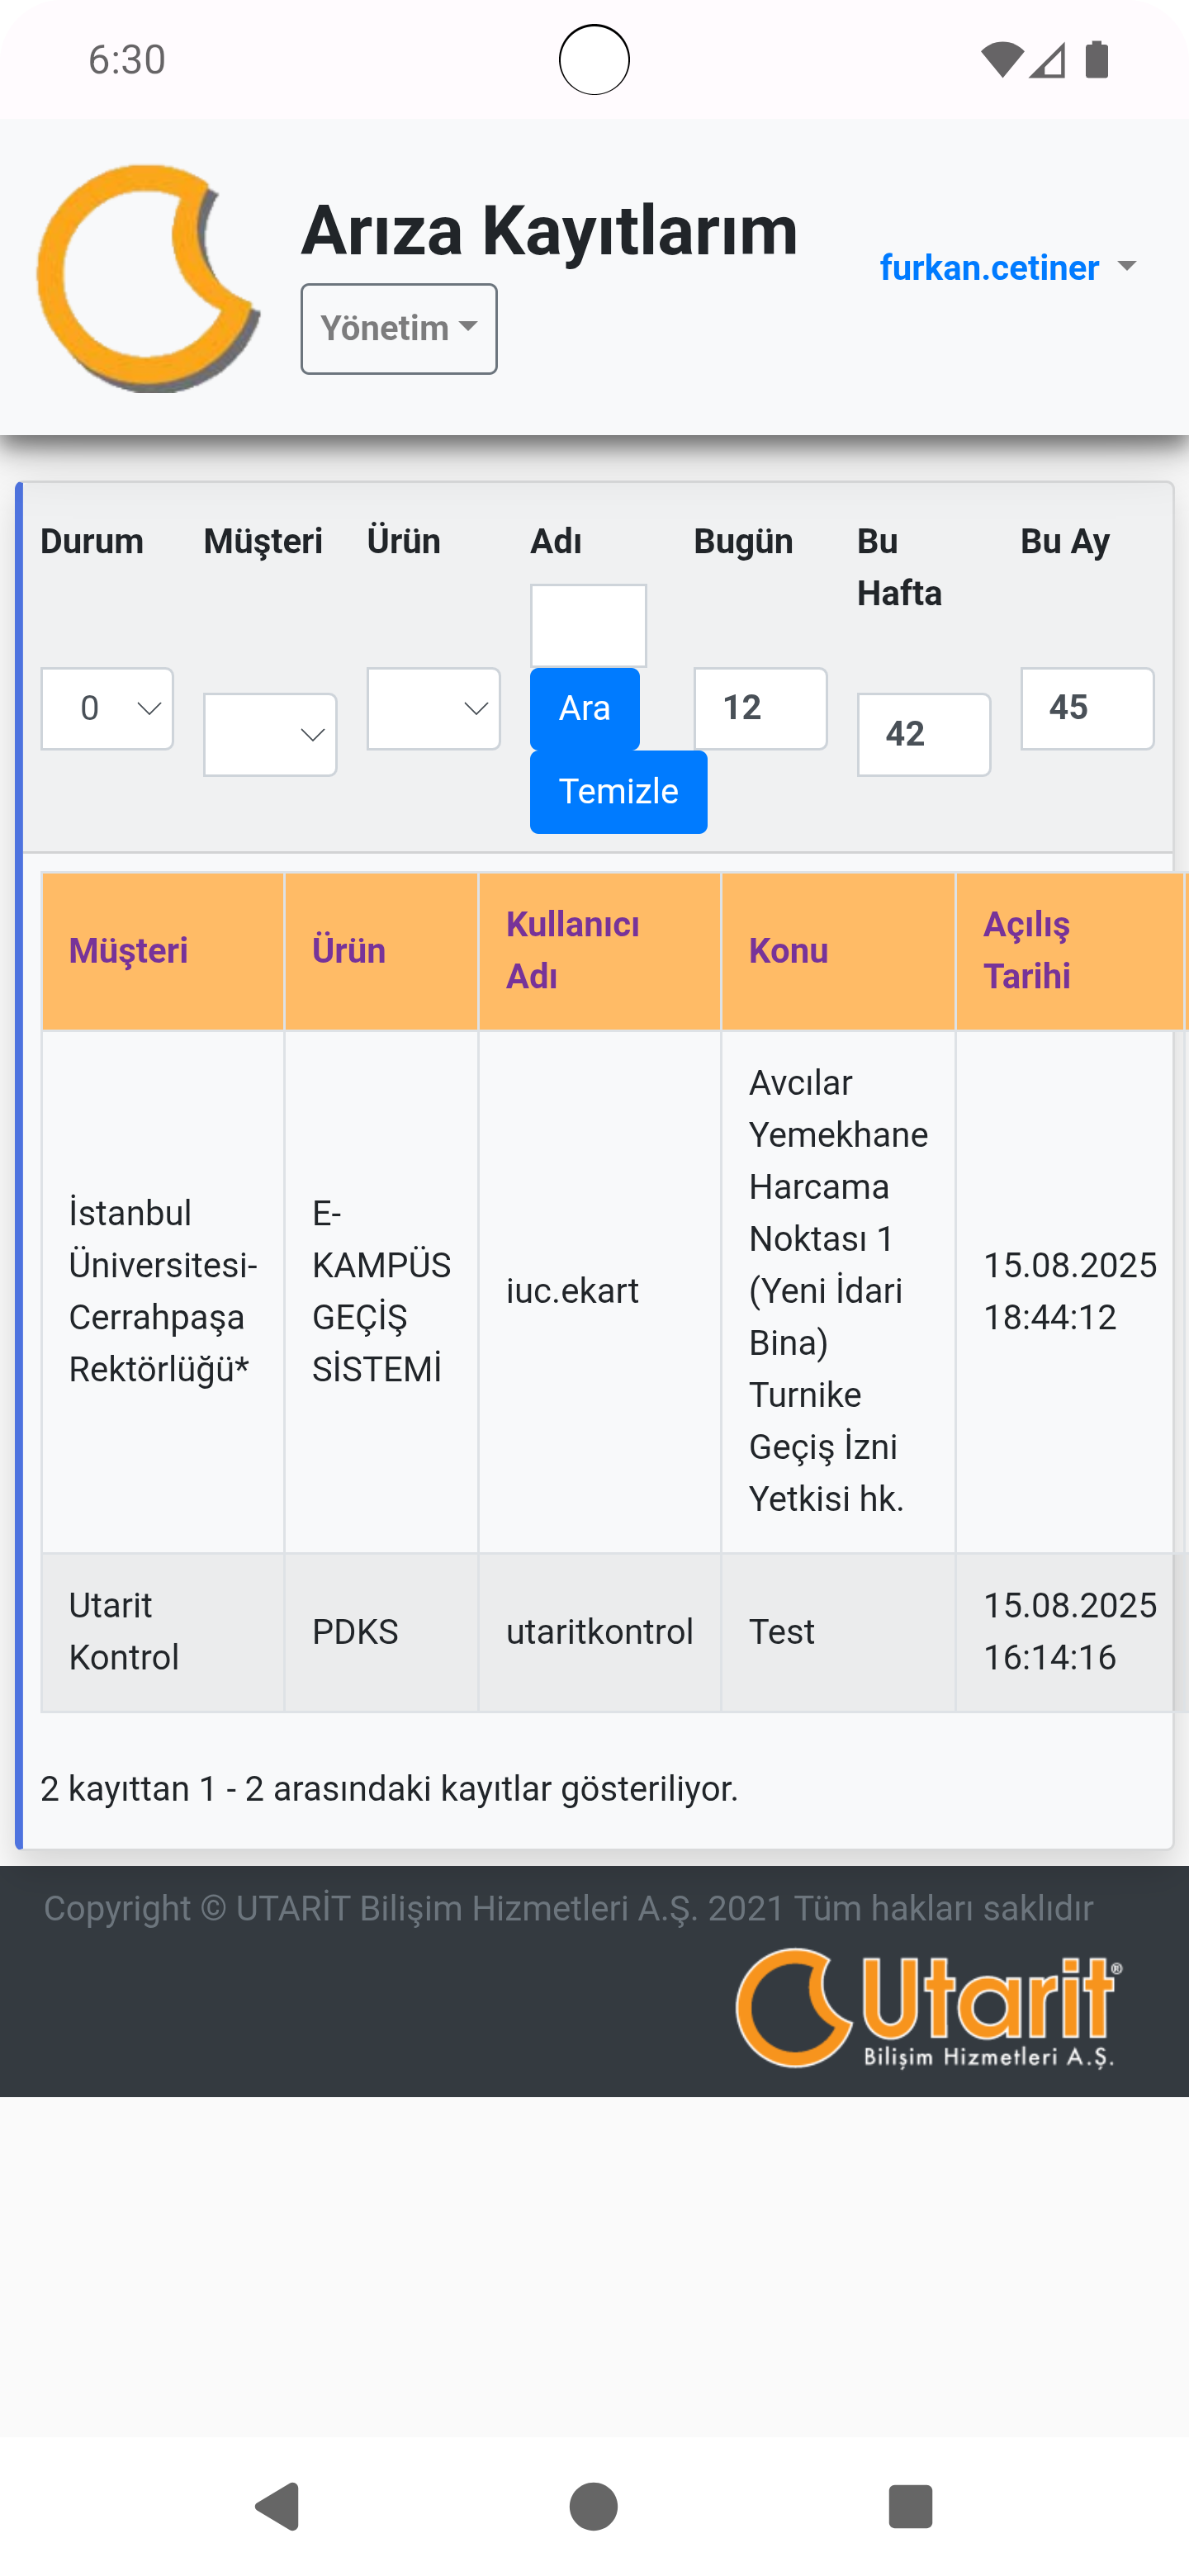 6:30
Arıza Kayıtlarım
furkan.cetiner
Yönetim
Durum Müşteri Ürün Adı Bugün Bu Hafta Bu Ay
0 Ara 12 42 45
Temizle
Müşteri Ürün Kullanıcı Adı Konu Açılış Tarihi
İstanbul
Üniversitesi-
Cerrahpaşa
Rektörlüğü*
E-
KAMPÜS
GEÇİŞ
SİSTEMİ
iuc.ekart
Avcılar
Yemekhane
Harcama
Noktası 1
(Yeni İdari
Bina)
Turnike
Geçiş İzni
Yetkisi hk.
15.08.2025
18:44:12
Utarit
Kontrol
PDKS
utaritkontrol
Test
15.08.2025
16:14:16
2 kayıttan 1 - 2 arasındaki kayıtlar gösteriliyor.
Copyright © UTARİT Bilişim Hizmetleri A.Ş. 2021 Tüm hakları saklıdır
Utarit®
Bilişim Hizmetleri A.Ş.